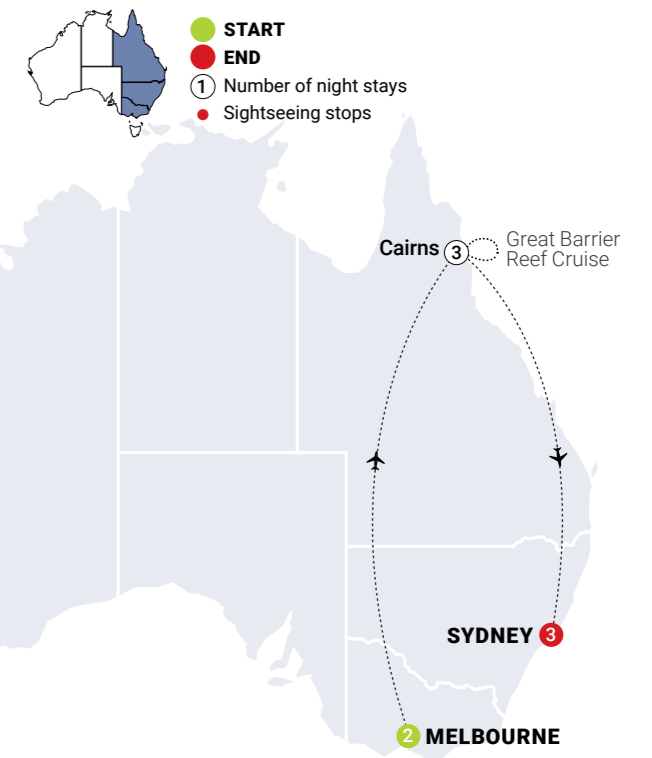 START
END
1 Number of night stays
Sightseeing stops
Cairns 3
Great Barrier
Reef Cruise
SYDNEY 3
2 MELBOURNE